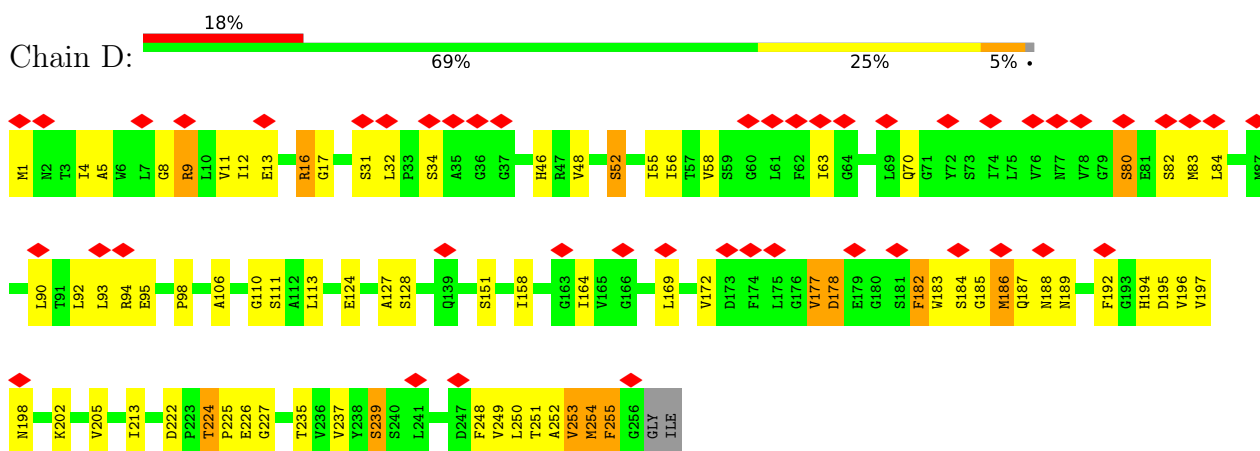 18%
Chain D:
69% 25% 5% •
M1 N2 T3 I4 A5 W6 L7 G8 R9 L10 V11 I12 E13 R16 G17 S31 L32 P33 S34 A35 G36 G37 H46 R47 V48 S52 I55 I56 T57 V58 S59 G60 L61 F62 I63 G64 L69 Q70 G71 Y72 S73 I74 L75 V76 N77 V78 G79 S80 E81 S82 M83 L84
L90 T91 L92 L93 R94 E95 P98 A106 G110 S111 A112 L113 E124 A127 S128 Q139 S151 I158 G163 I164 V165 G166 L169 V172 D173 F174 L175 G176 V177 D178 E179 G180 S181 F182 W183 S184 G185 M186 Q187 N188 N189 F192 G193 H194 D195 V196 V197
N198 K202 V205 I213 D222 P223 T224 P225 E226 G227 T235 V236 V237 Y238 S239 S240 L241 D247 F248 V249 L250 T251 A252 V253 M254 F255 G256 GLY ILE